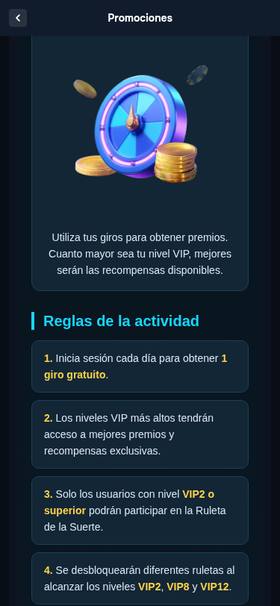 Promociones
Utiliza tus giros para obtener premios.
Cuanto mayor sea tu nivel VIP, mejores
serán las recompensas disponibles.
Reglas de la actividad
1. Inicia sesión cada día para obtener 1
giro gratuito.
2. Los niveles VIP más altos tendrán
acceso a mejores premios y
recompensas exclusivas.
3. Solo los usuarios con nivel VIP2 o
superior podrán participar en la Ruleta
de la Suerte.
4. Se desbloquearán diferentes ruletas al
alcanzar los niveles VIP2, VIP8 y VIP12.